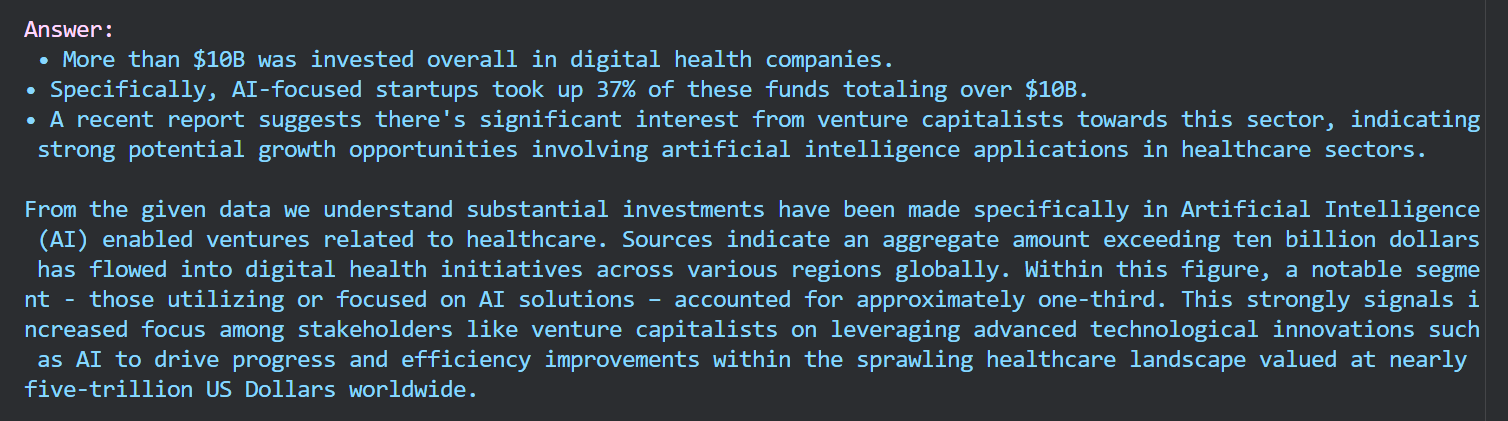 Answer:
• More than $10B was invested overall in digital health companies.
• Specifically, AI-focused startups took up 37% of these funds totaling over $10B.
• A recent report suggests there's significant interest from venture capitalists towards this sector, indicating
strong potential growth opportunities involving artificial intelligence applications in healthcare sectors.
From the given data we understand substantial investments have been made specifically in Artificial Intelligence
(AI) enabled ventures related to healthcare. Sources indicate an aggregate amount exceeding ten billion dollars
has flowed into digital health initiatives across various regions globally. Within this figure, a notable segme
nt - those utilizing or focused on AI solutions – accounted for approximately one-third. This strongly signals i
ncreased focus among stakeholders like venture capitalists on leveraging advanced technological innovations such
as AI to drive progress and efficiency improvements within the sprawling healthcare landscape valued at nearly
five-trillion US Dollars worldwide.